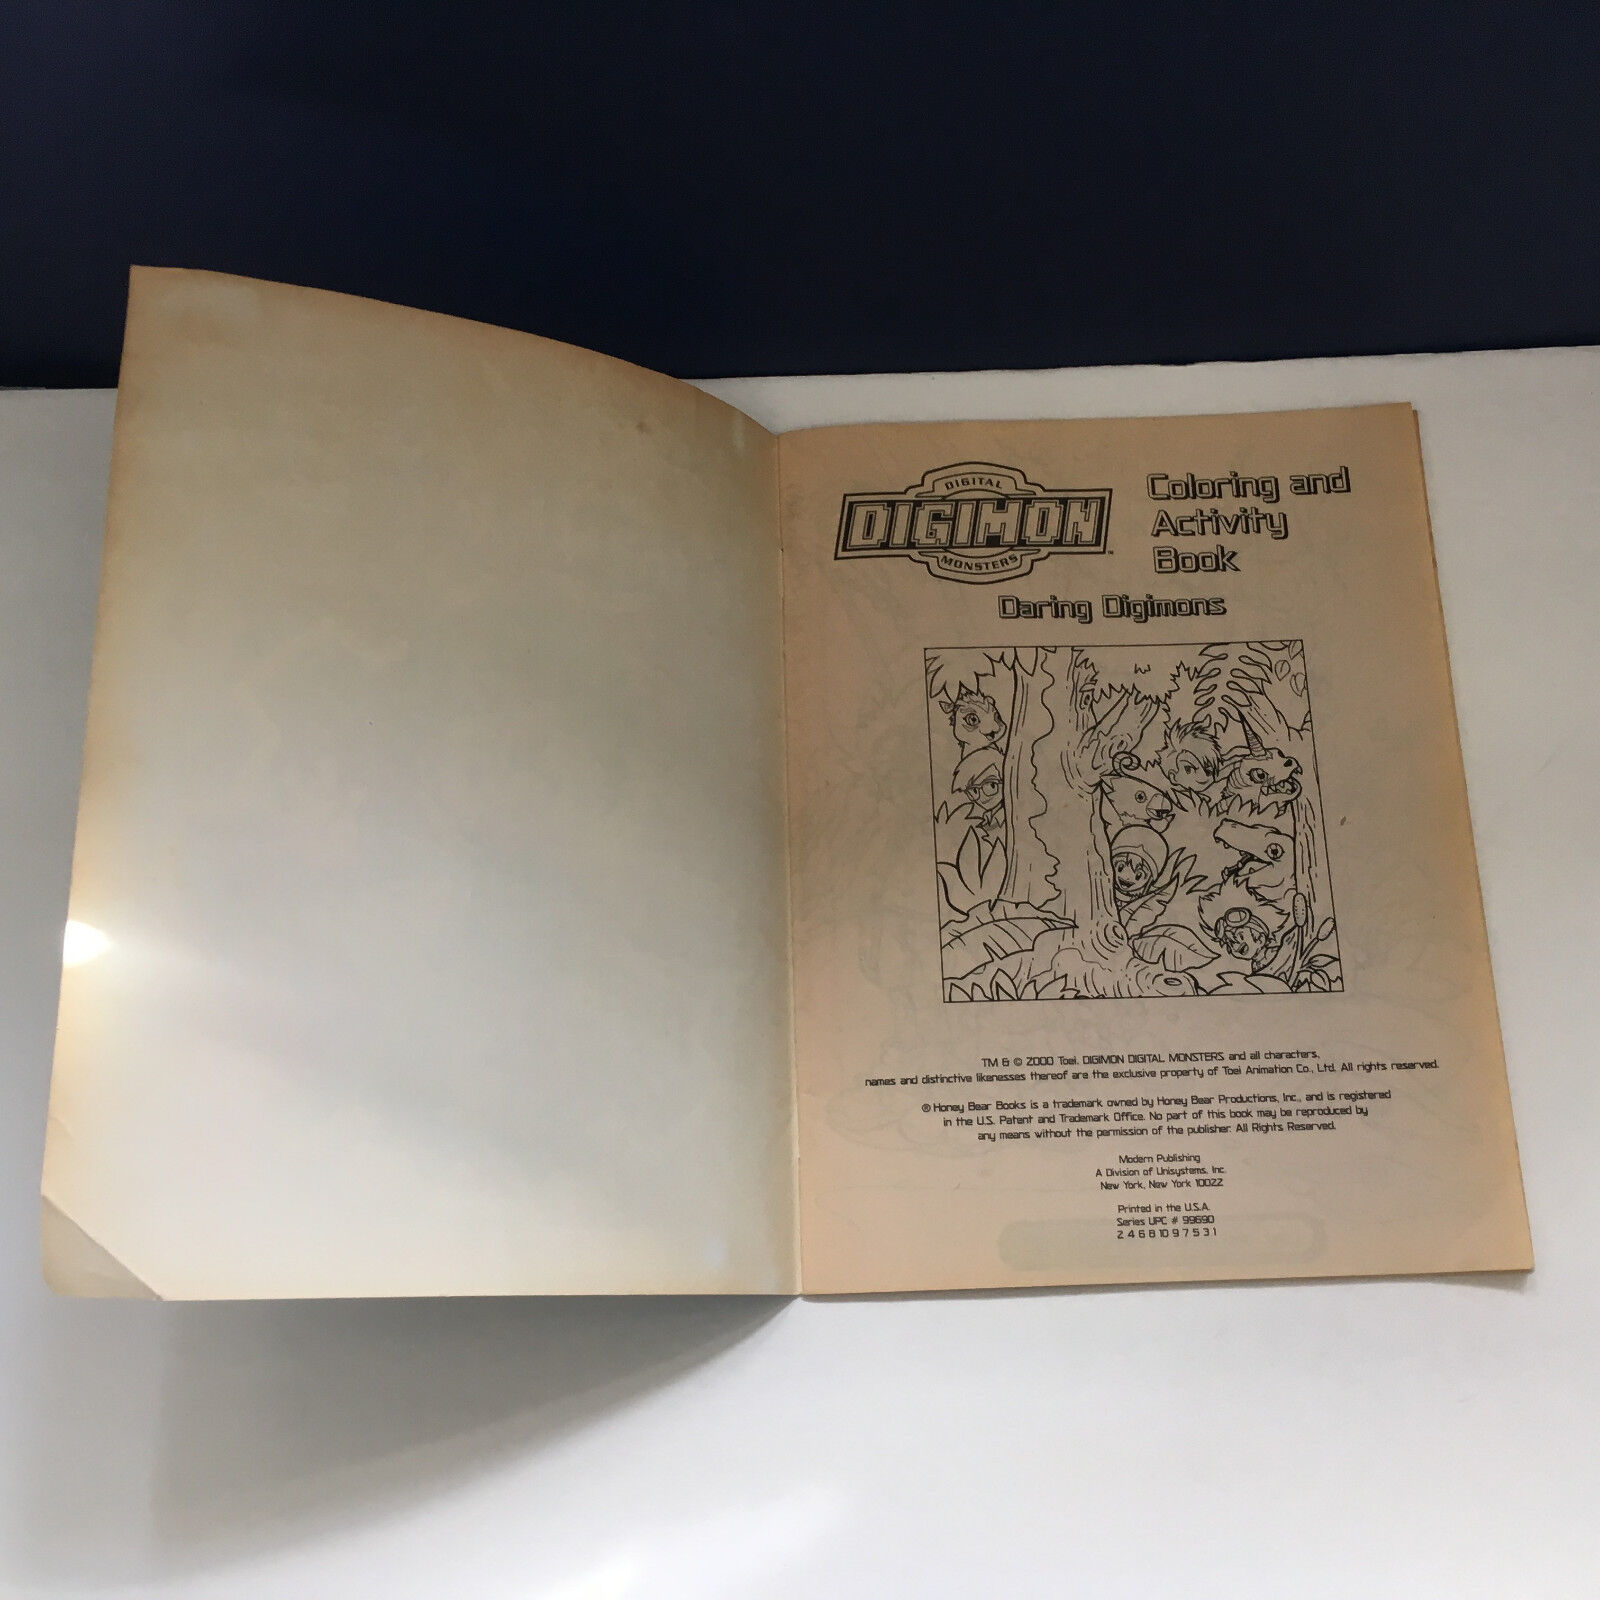 DIGITAL
DIGIMON
MONSTERS
TM
Coloring and
Activity
Book
Daring Digimons
TM & © 2000 Toei. DIGIMON DIGITAL MONSTERS and all characters,
names and distinctive likenesses thereof are the exclusive property of Toei Animation Co., Ltd. All rights reserved.
® Honey Bear Books is a trademark owned by Honey Bear Productions, Inc., and is registered
in the U.S. Patent and Trademark Office. No part of this book may be reproduced by
any means without the permission of the publisher. All Rights Reserved.
Modern Publishing
A Division of Unisystems, Inc.
New York, New York 10022
Printed in the U.S.A.
Series UPC # 99690
2 4 6 8 10 9 7 5 3 1